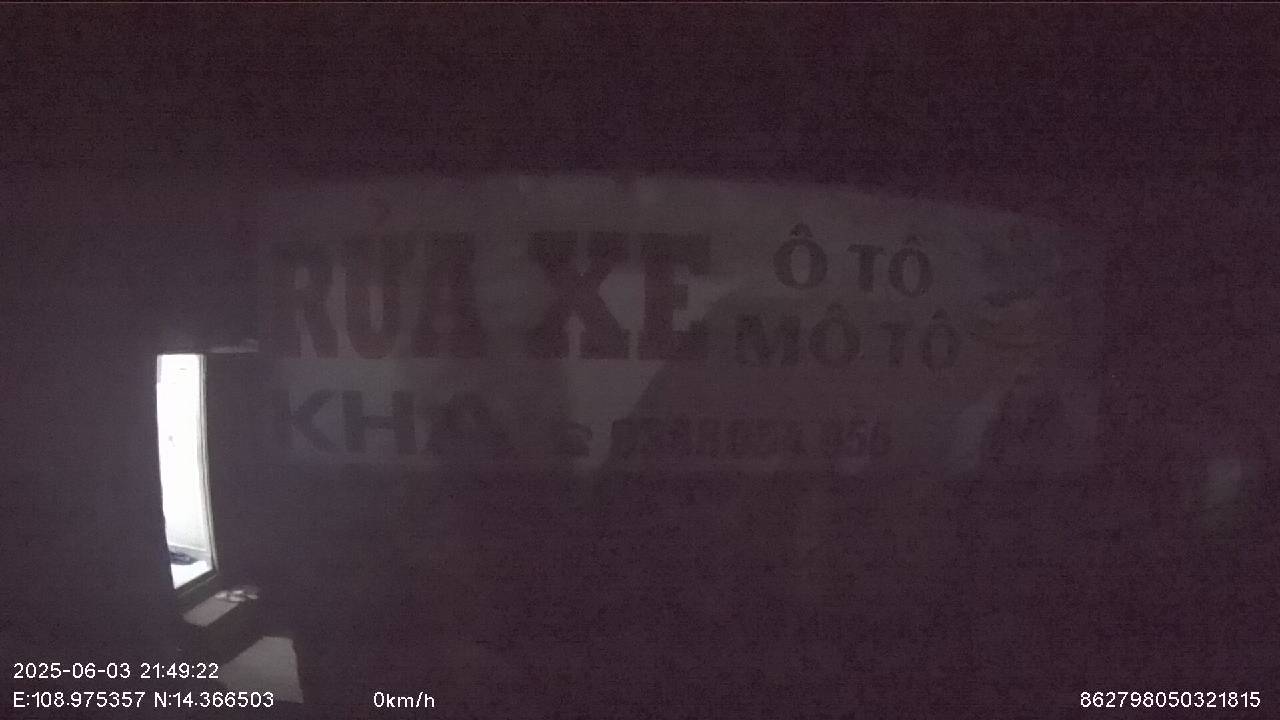 RỬA XE
Ô TÔ
MÔ TÔ
2025-06-03 21:49:22
E:108.975357 N:14.366503 0km/h 862798050321815